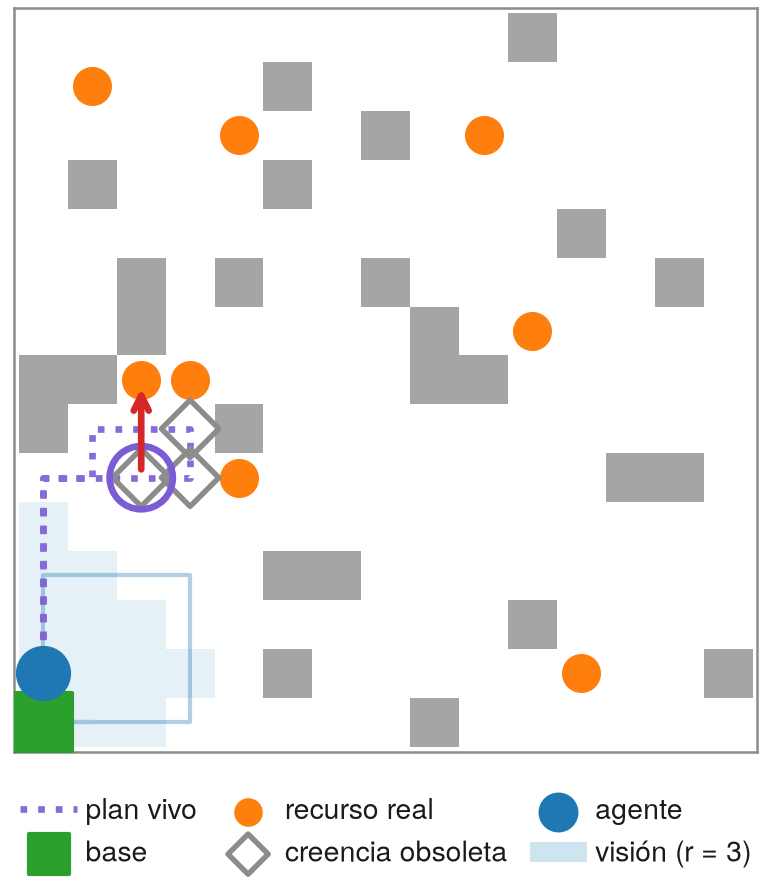 plan vivo recurso real agente
base creencia obsoleta visión (r = 3)